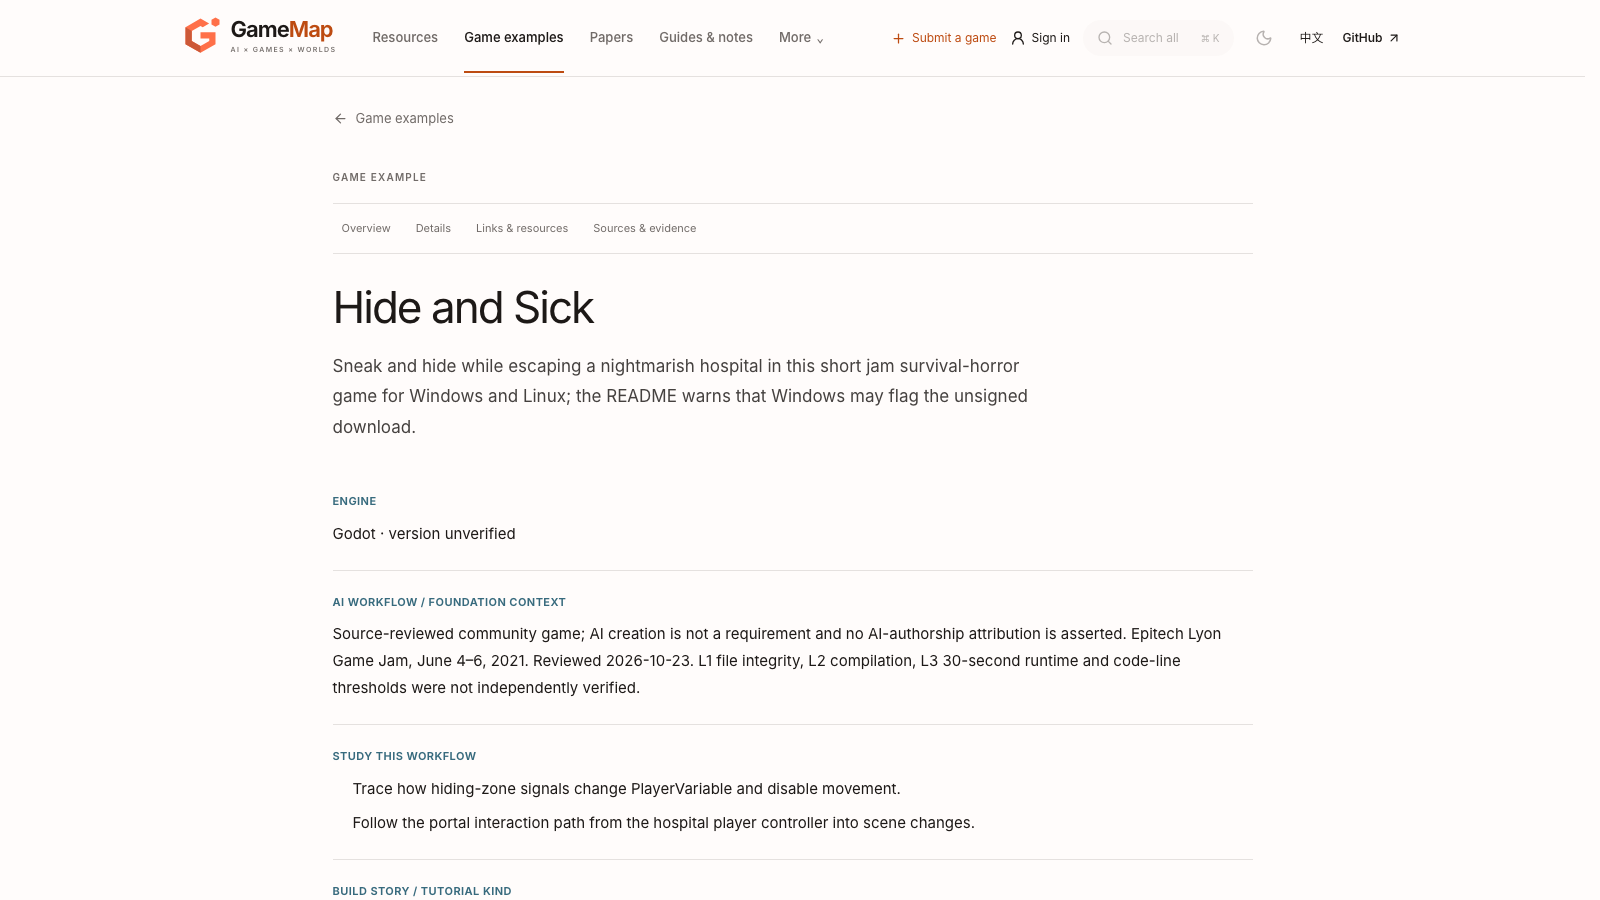 GameMap
AI × GAMES × WORLDS
Resources
Game examples
Papers
Guides & notes
More
Submit a game
Sign in
Search all
⌘ K
中文
GitHub
Game examples
GAME EXAMPLE
Overview
Details
Links & resources
Sources & evidence
Hide and Sick
Sneak and hide while escaping a nightmarish hospital in this short jam survival-horror
game for Windows and Linux; the README warns that Windows may flag the unsigned
download.
ENGINE
Godot · version unverified
AI WORKFLOW / FOUNDATION CONTEXT
Source-reviewed community game; AI creation is not a requirement and no AI-authorship attribution is asserted. Epitech Lyon
Game Jam, June 4–6, 2021. Reviewed 2026-10-23. L1 file integrity, L2 compilation, L3 30-second runtime and code-line
thresholds were not independently verified.
STUDY THIS WORKFLOW
Trace how hiding-zone signals change PlayerVariable and disable movement.
Follow the portal interaction path from the hospital player controller into scene changes.
BUILD STORY / TUTORIAL KIND